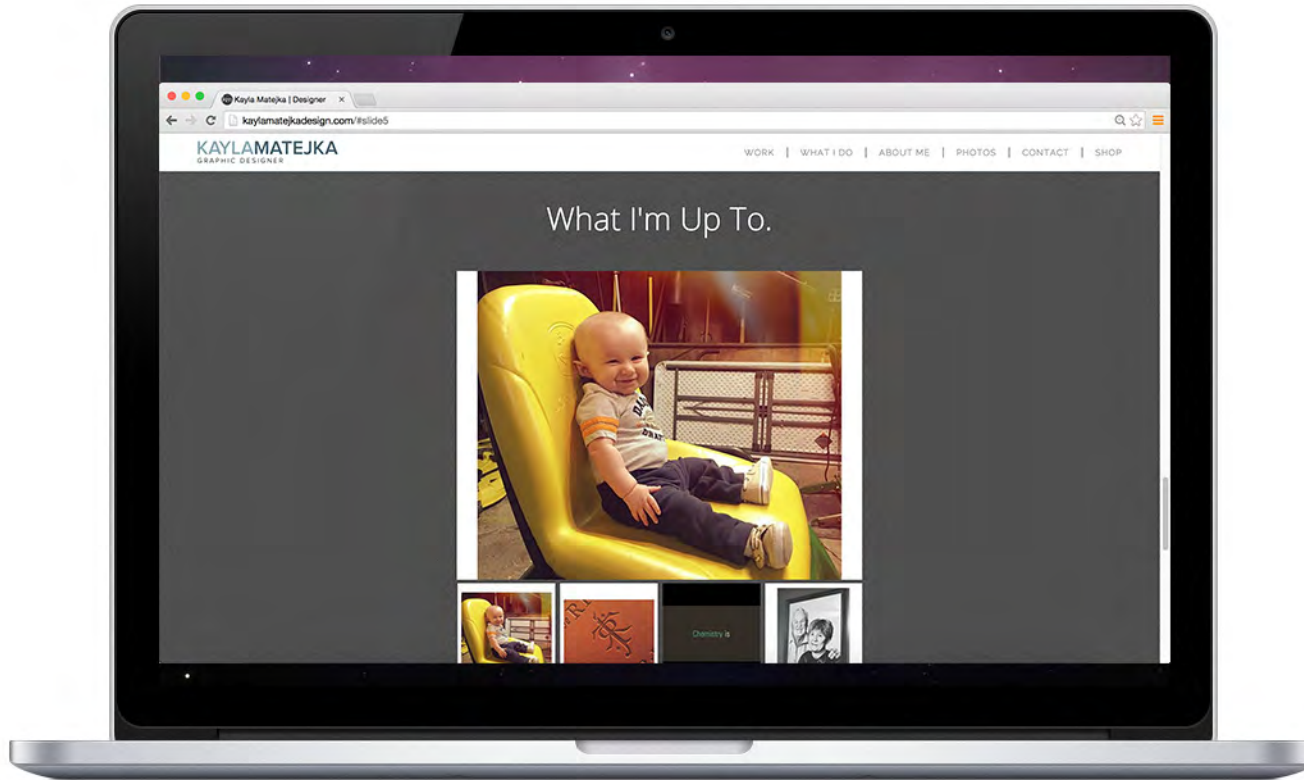 Kayla Matejka | Designer
kaylamatejkadesign.com/#slide5
KAYLAMATEJKA
GRAPHIC DESIGNER
WORK | WHAT I DO | ABOUT ME | PHOTOS | CONTACT | SHOP
What I'm Up To.
Chemistry is